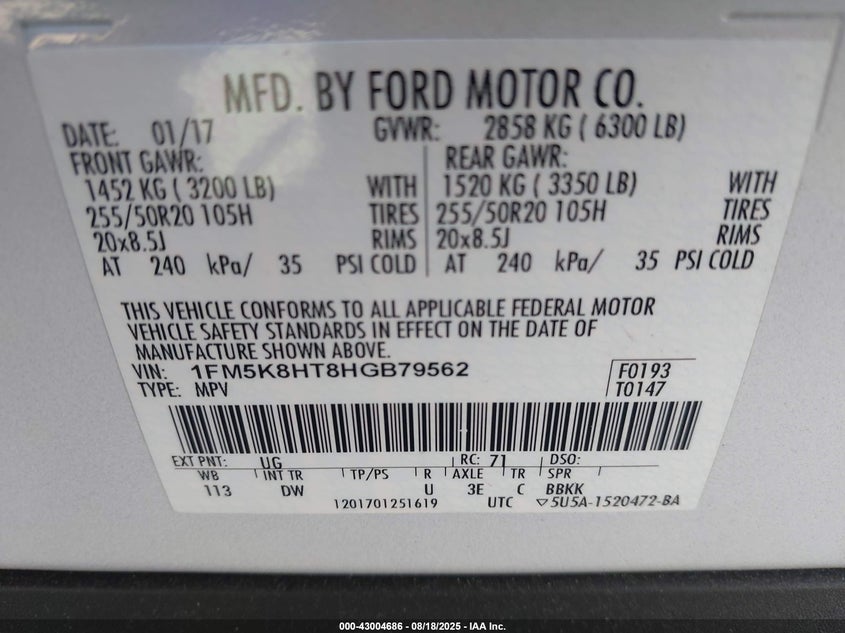 MFD. BY FORD MOTOR CO.
DATE: 01/17 GVWR: 2858 KG ( 6300 LB)
FRONT GAWR: REAR GAWR:
1452 KG ( 3200 LB) WITH 1520 KG ( 3350 LB) WITH
255/50R20 105H TIRES 255/50R20 105H TIRES
20x8.5J RIMS 20x8.5J RIMS
AT 240 kPa/ 35 PSI COLD AT 240 kPa/ 35 PSI COLD
THIS VEHICLE CONFORMS TO ALL APPLICABLE FEDERAL MOTOR
VEHICLE SAFETY STANDARDS IN EFFECT ON THE DATE OF
MANUFACTURE SHOWN ABOVE.
VIN: 1FM5K8HT8HGB79562 F0193
TYPE: MPV T0147
EXT PNT: UG RC: 71 DSO:
WB INT TR TP/PS R AXLE TR SPR
113 DW U 3E C BBKK
1201701251619 UTC ▽5U5A-1520472-BA
000-43004686 - 08/18/2025 - IAA Inc.